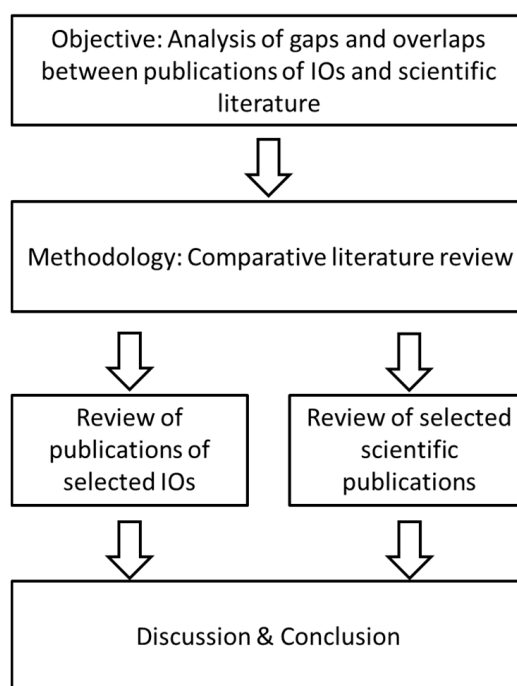 Objective: Analysis of gaps and overlaps
between publications of IOs and scientific
literature
Methodology: Comparative literature review
Review of
publications of
selected IOs
Review of selected
scientific
publications
Discussion & Conclusion